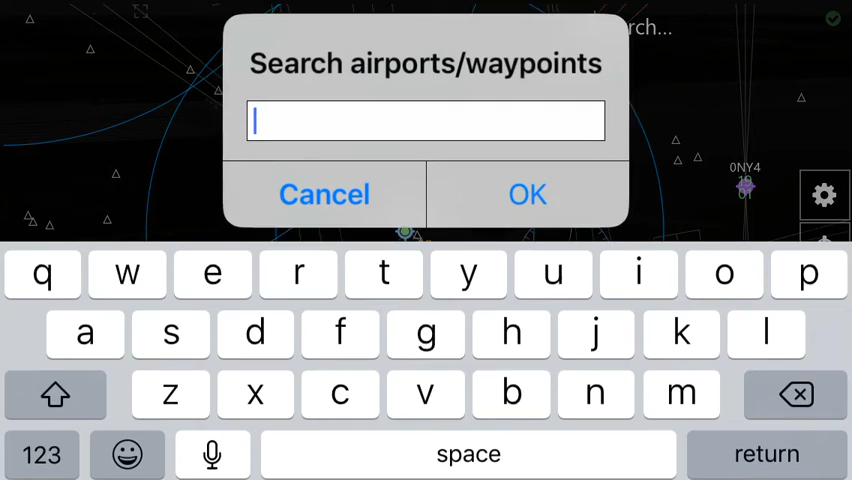 rch...
Search airports/waypoints
0NY4
Cancel
OK
q w e r t y u i o p
a s d f g h j k l
z x c v b n m
123
space
return